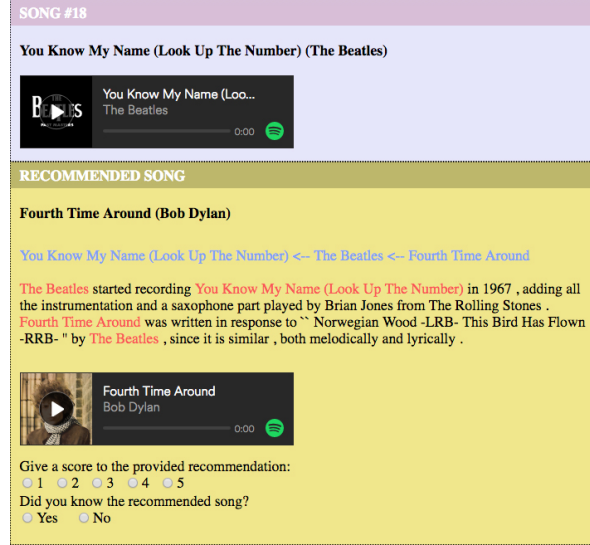 SONG #18
You Know My Name (Look Up The Number) (The Beatles)
You Know My Name (Loo...
The Beatles
0:00
RECOMMENDED SONG
Fourth Time Around (Bob Dylan)
You Know My Name (Look Up The Number) <-- The Beatles <-- Fourth Time Around
The Beatles started recording You Know My Name (Look Up The Number) in 1967 , adding all
the instrumentation and a saxophone part played by Brian Jones from The Rolling Stones .
Fourth Time Around was written in response to `` Norwegian Wood -LRB- This Bird Has Flown
-RRB- '' by The Beatles , since it is similar , both melodically and lyrically .
Fourth Time Around
Bob Dylan
0:00
Give a score to the provided recommendation:
1 2 3 4 5
Did you know the recommended song?
Yes No